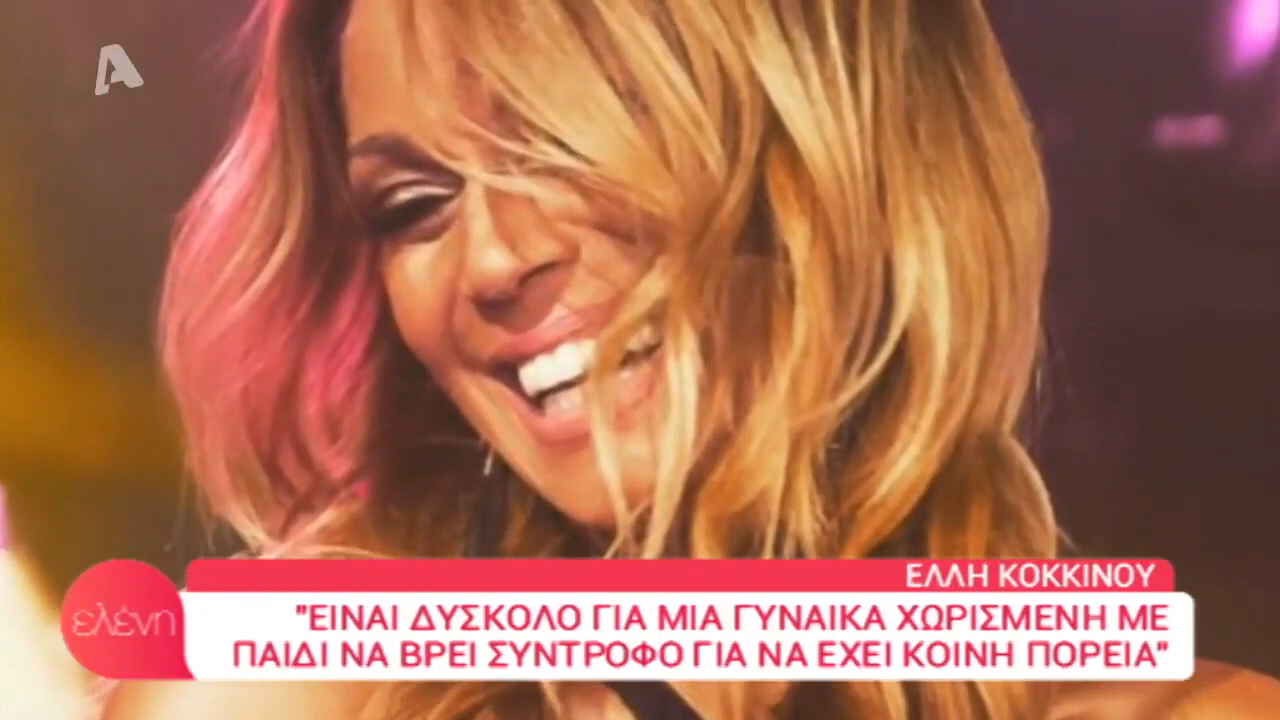 A
ΕΛΛΗ ΚΟΚΚΙΝΟΥ
ελένη
"ΕΙΝΑΙ ΔΥΣΚΟΛΟ ΓΙΑ ΜΙΑ ΓΥΝΑΙΚΑ ΧΩΡΙΣΜΕΝΗ ΜΕ
ΠΑΙΔΙ ΝΑ ΒΡΕΙ ΣΥΝΤΡΟΦΟ ΓΙΑ ΝΑ ΕΧΕΙ ΚΟΙΝΗ ΠΟΡΕΙΑ"